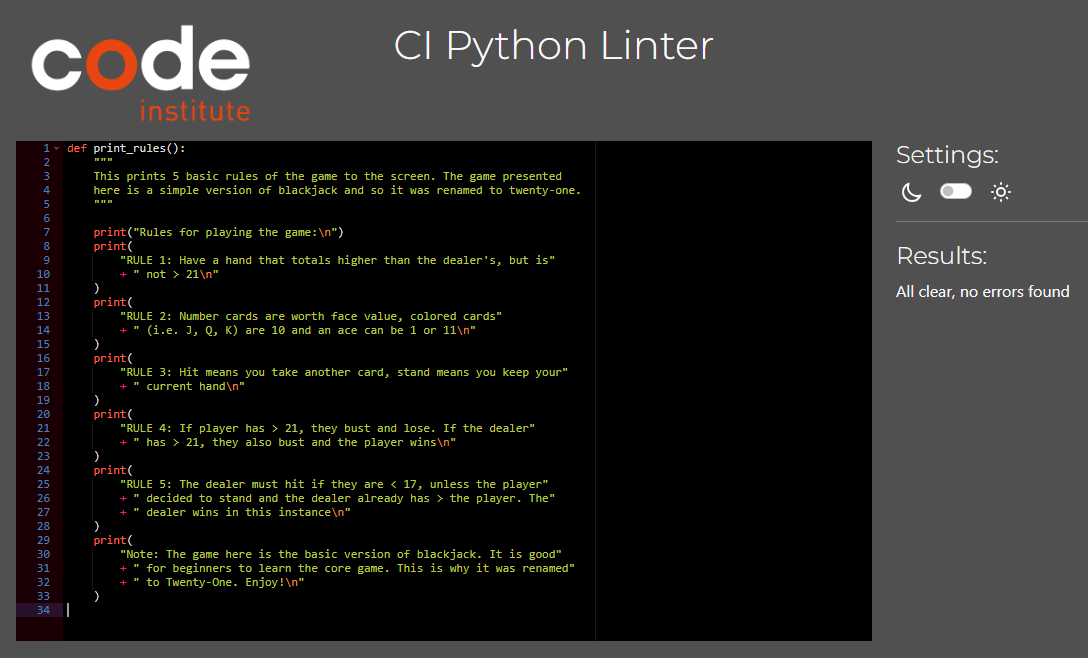 code
institute
CI Python Linter
1 def print_rules():
2 """
3 This prints 5 basic rules of the game to the screen. The game presented
4 here is a simple version of blackjack and so it was renamed to twenty-one.
5 """
6
7 print("Rules for playing the game:\n")
8 print(
9 "RULE 1: Have a hand that totals higher than the dealer's, but is"
10 + " not > 21\n"
11 )
12 print(
13 "RULE 2: Number cards are worth face value, colored cards"
14 + " (i.e. J, Q, K) are 10 and an ace can be 1 or 11\n"
15 )
16 print(
17 "RULE 3: Hit means you take another card, stand means you keep your"
18 + " current hand\n"
19 )
20 print(
21 "RULE 4: If player has > 21, they bust and lose. If the dealer"
22 + " has > 21, they also bust and the player wins\n"
23 )
24 print(
25 "RULE 5: The dealer must hit if they are < 17, unless the player"
26 + " decided to stand and the dealer already has > the player. The"
27 + " dealer wins in this instance\n"
28 )
29 print(
30 "Note: The game here is the basic version of blackjack. It is good"
31 + " for beginners to learn the core game. This is why it was renamed"
32 + " to Twenty-One. Enjoy!\n"
33 )
34
Settings:
Results:
All clear, no errors found